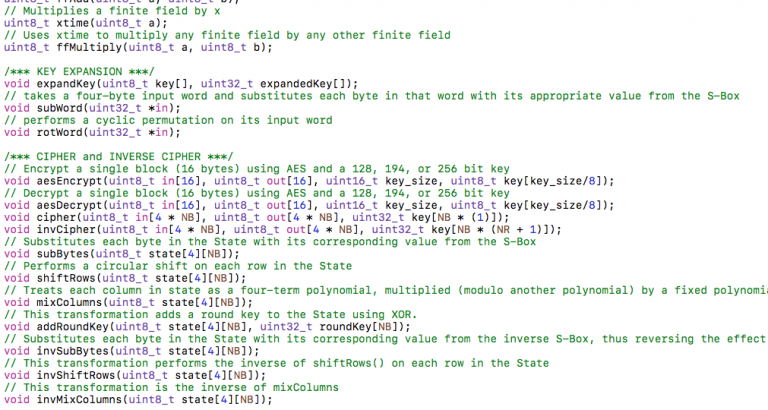 // Multiplies a finite field by x
uint8_t xtime(uint8_t a);
// Uses xtime to multiply any finite field by any other finite field
uint8_t ffMultiply(uint8_t a, uint8_t b);
/*** KEY EXPANSION ***/
void expandKey(uint8_t key[], uint32_t expandedKey[]);
// takes a four-byte input word and substitutes each byte in that word with its appropriate value from the S-Box
void subWord(uint32_t *in);
// performs a cyclic permutation on its input word
void rotWord(uint32_t *in);
/*** CIPHER and INVERSE CIPHER ***/
// Encrypt a single block (16 bytes) using AES and a 128, 194, or 256 bit key
void aesEncrypt(uint8_t in[16], uint8_t out[16], uint16_t key_size, uint8_t key[key_size/8]);
// Decrypt a single block (16 bytes) using AES and a 128, 194, or 256 bit key
void aesDecrypt(uint8_t in[16], uint8_t out[16], uint16_t key_size, uint8_t key[key_size/8]);
void cipher(uint8_t in[4 * NB], uint8_t out[4 * NB], uint32_t key[NB * (1)]);
void invCipher(uint8_t in[4 * NB], uint8_t out[4 * NB], uint32_t key[NB * (NR + 1)]);
// Substitutes each byte in the State with its corresponding value from the S-Box
void subBytes(uint8_t state[4][NB]);
// Performs a circular shift on each row in the State
void shiftRows(uint8_t state[4][NB]);
// Treats each column in state as a four-term polynomial, multiplied (modulo another polynomial) by a fixed polynomia
void mixColumns(uint8_t state[4][NB]);
// This transformation adds a round key to the State using XOR.
void addRoundKey(uint8_t state[4][NB], uint32_t roundKey[NB]);
// Substitutes each byte in the State with its corresponding value from the inverse S-Box, thus reversing the effect
void invSubBytes(uint8_t state[4][NB]);
// This transformation performs the inverse of shiftRows() on each row in the State
void invShiftRows(uint8_t state[4][NB]);
// This transformation is the inverse of mixColumns
void invMixColumns(uint8_t state[4][NB]);